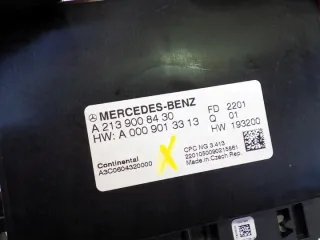 MERCEDES-BENZ
A 213 900 84 30 FD 2201
HW: A 000 901 33 13 Q 01
HW 193200
Continental CPC NG 3.413
A3C0604320000 2201050090215861
Made in Czech Rep.